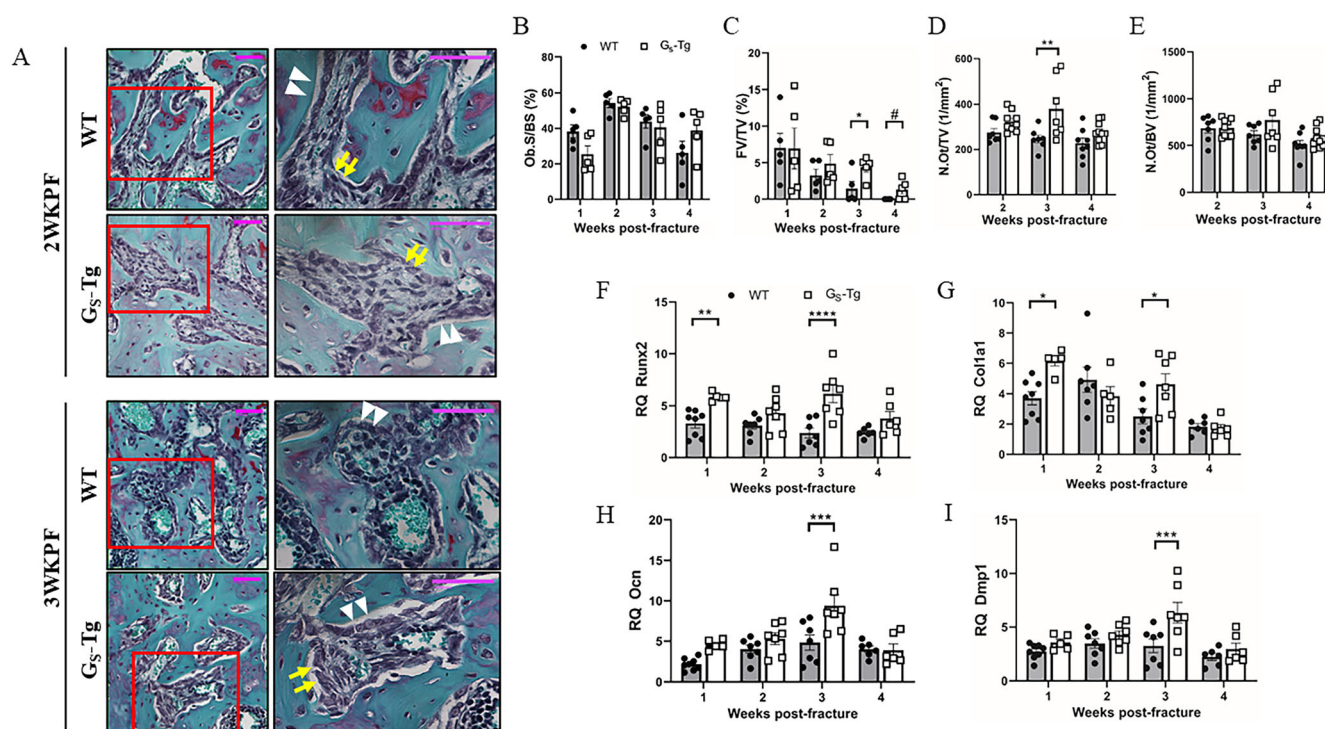 A
2WKPF
WT
Gs-Tg
3WKPF
WT
Gs-Tg
B
WT
Gs-Tg
Ob.S/BS (%)
80
60
40
20
0
1 2 3 4
Weeks post-fracture
C
FV/TV (%)
20
15
10
5
0
*
#
1 2 3 4
Weeks post-fracture
D
N.Ot/TV (1/mm²)
600
400
200
0
**
2 3 4
Weeks post-fracture
E
N.Ot/BV (1/mm²)
1500
1000
500
0
2 3 4
Weeks post-fracture
F
WT
Gs-Tg
RQ Runx2
15
10
5
0
**
****
1 2 3 4
Weeks post-fracture
G
RQ Col1a1
10
8
6
4
2
0
*
*
1 2 3 4
Weeks post-fracture
H
RQ Ocn
20
15
10
5
0
***
1 2 3 4
Weeks post-fracture
I
RQ Dmp1
15
10
5
0
***
1 2 3 4
Weeks post-fracture